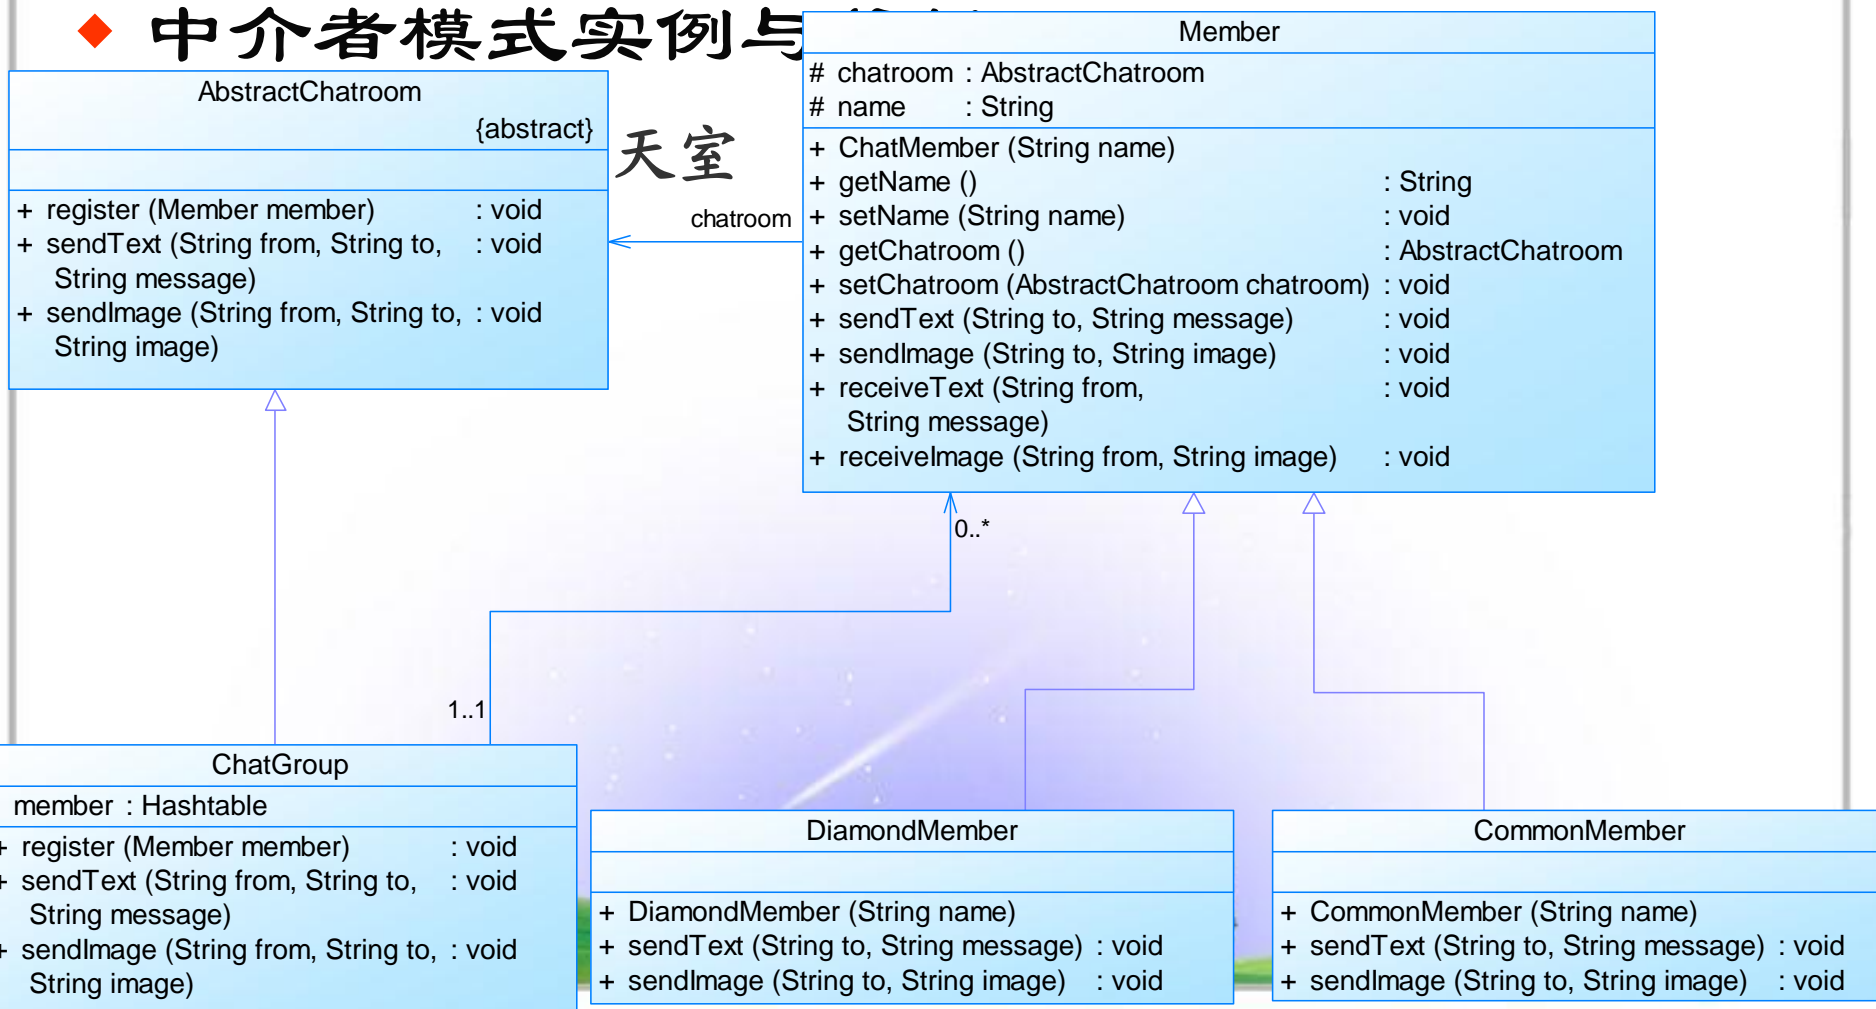 中介者模式实例与
天室
AbstractChatroom
{abstract}
+ register (Member member) : void
+ sendText (String from, String to, : void
String message)
+ sendImage (String from, String to, : void
String image)
chatroom
Member
# chatroom : AbstractChatroom
# name : String
+ ChatMember (String name)
+ getName () : String
+ setName (String name) : void
+ getChatroom () : AbstractChatroom
+ setChatroom (AbstractChatroom chatroom) : void
+ sendText (String to, String message) : void
+ sendImage (String to, String image) : void
+ receiveText (String from, : void
String message)
+ receiveImage (String from, String image) : void
0..*
1..1
ChatGroup
member : Hashtable
+ register (Member member) : void
+ sendText (String from, String to, : void
String message)
+ sendImage (String from, String to, : void
String image)
DiamondMember
+ DiamondMember (String name)
+ sendText (String to, String message) : void
+ sendImage (String to, String image) : void
CommonMember
+ CommonMember (String name)
+ sendText (String to, String message) : void
+ sendImage (String to, String image) : void